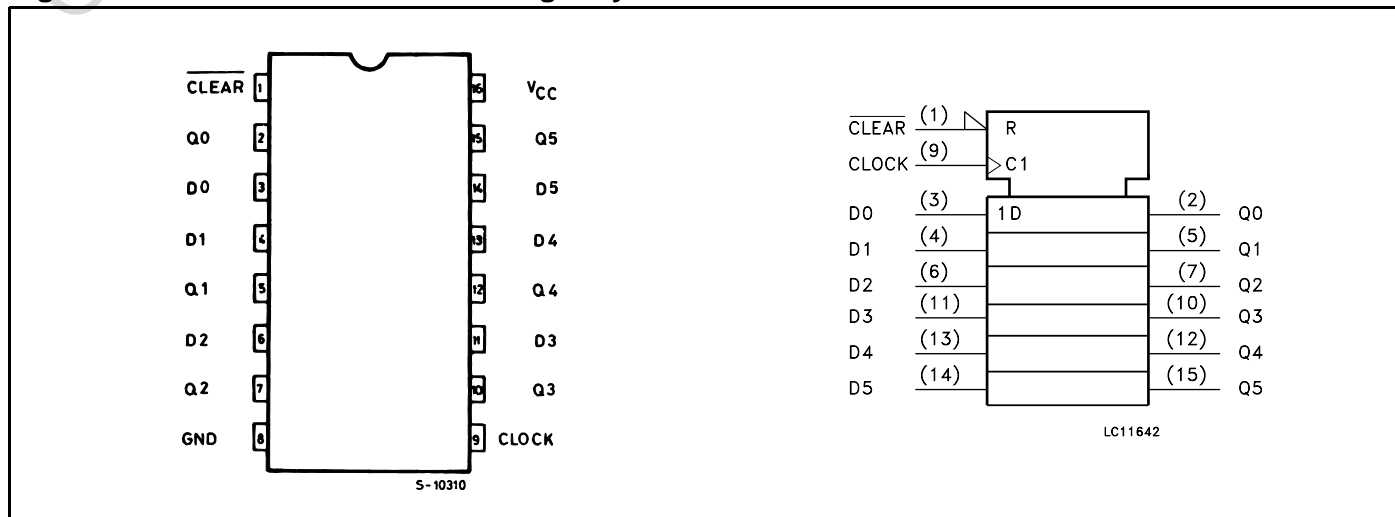 CLEAR 1 16 VCC
Q0 2 15 Q5
D0 3 14 D5
D1 4 13 D4
Q1 5 12 Q4
D2 6 11 D3
Q2 7 10 Q3
GND 8 9 CLOCK
S-10310
CLEAR (1) R
CLOCK (9) C1
D0 (3) 1D (2) Q0
D1 (4) (5) Q1
D2 (6) (7) Q2
D3 (11) (10) Q3
D4 (13) (12) Q4
D5 (14) (15) Q5
LC11642